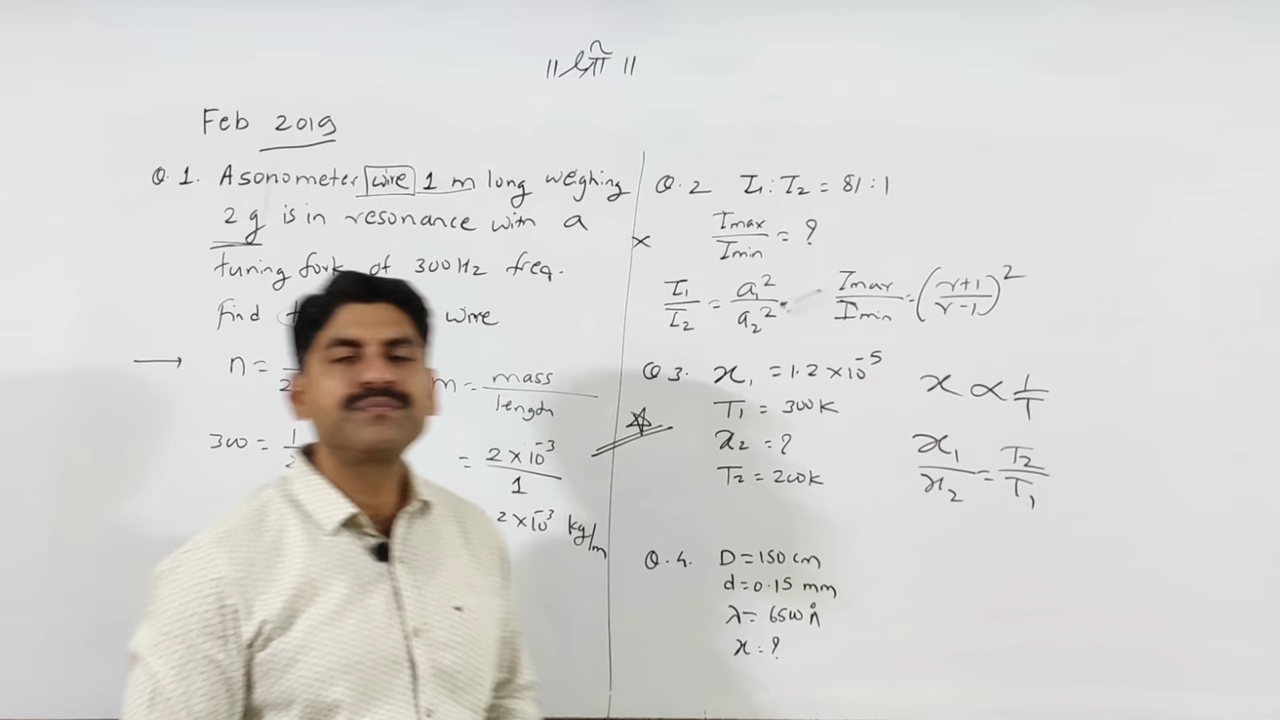 ॥ श्री ॥
Feb 2019
Q.1. A sonometer wire 1 m long weghing
2 g is in resonance with a
tuning fork of 300 Hz freq.
find wire
n =
m = mass / length
300 = 1
= 2 × 10⁻³ / 1
2 × 10⁻³ kg/m
Q.2 I₁ : I₂ = 81 : 1
Imax / Imin = ?
I₁ / I₂ = a₁² / a₂²
Imax / Imin = (r+1 / r-1)²
Q 3. x₁ = 1.2 × 10⁻⁵
T₁ = 300 K
x₂ = ?
T₂ = 200K
x ∝ 1/T
x₁ / x₂ = T₂ / T₁
Q.4. D = 150 cm
d = 0.15 mm
λ = 6500 Å
x = ?